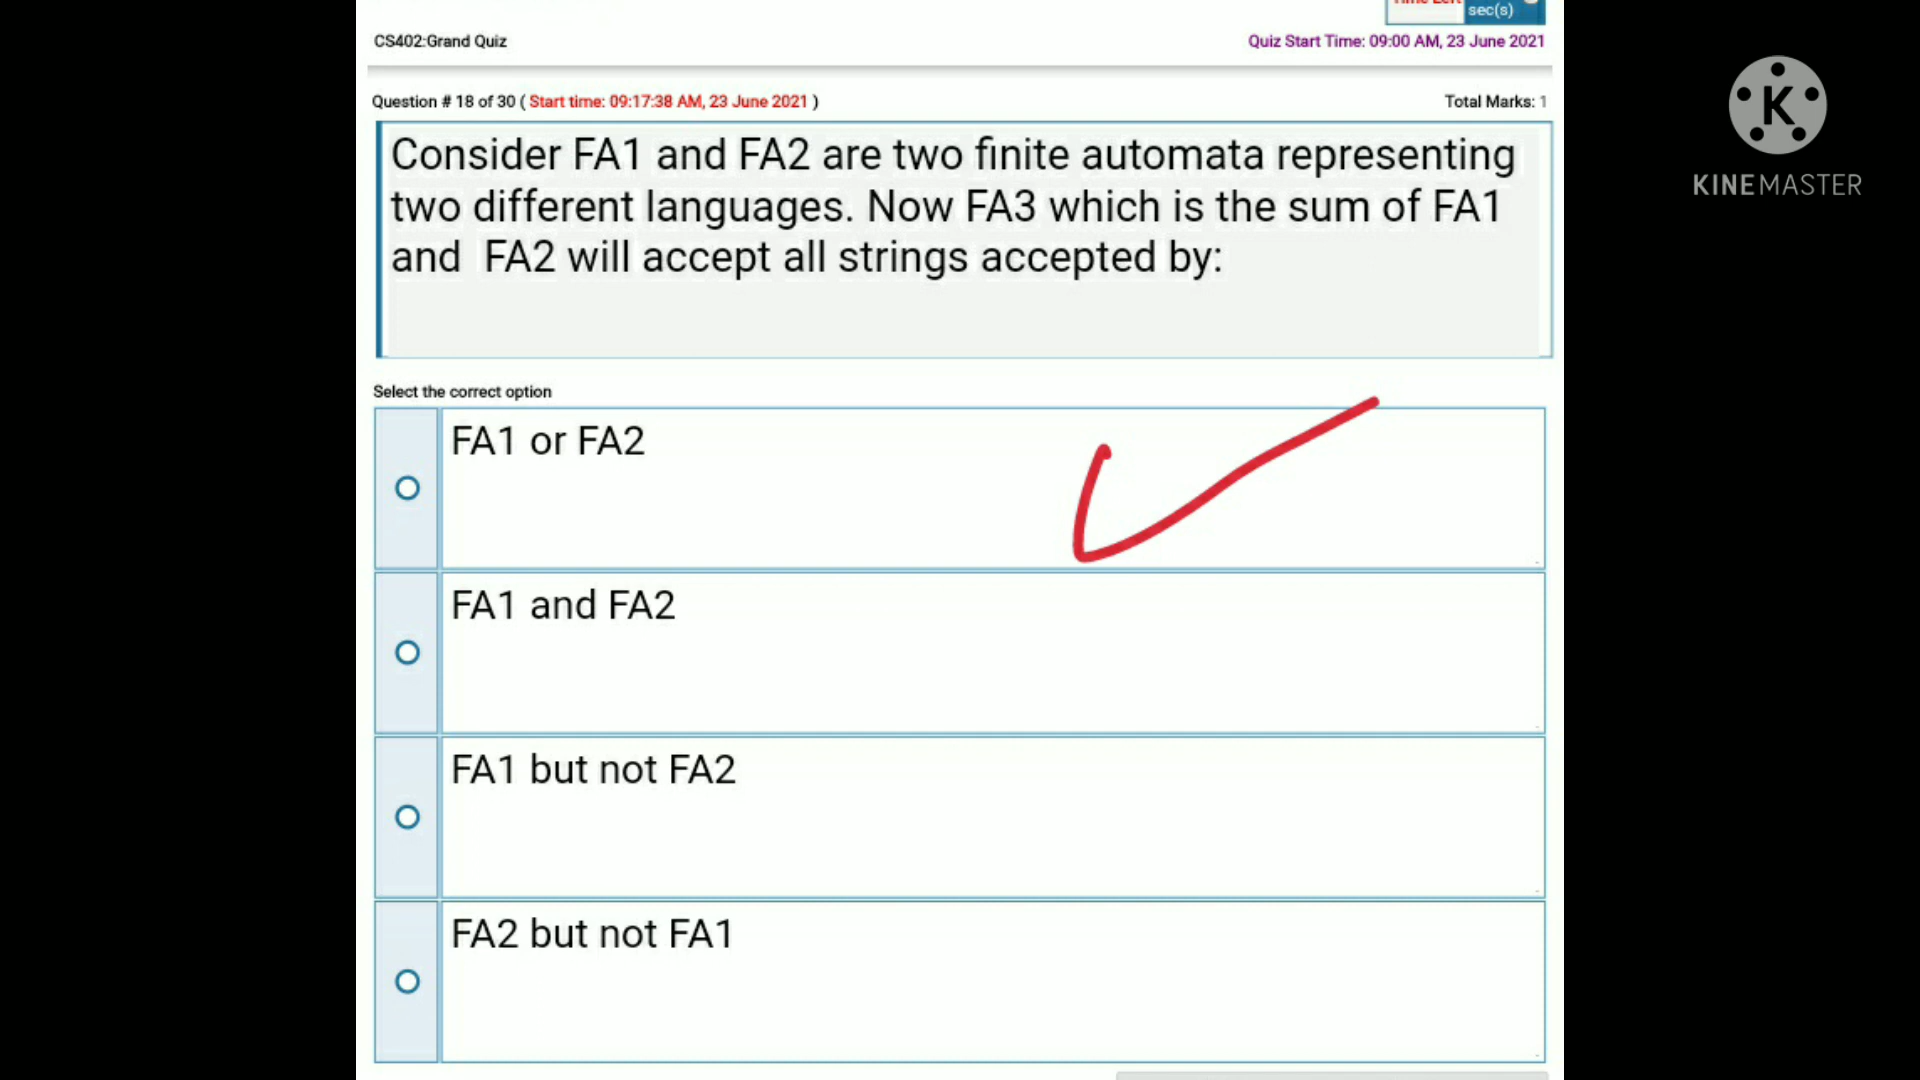 sec(s)
CS402:Grand Quiz
Quiz Start Time: 09:00 AM, 23 June 2021
Question # 18 of 30 ( Start time: 09:17:38 AM, 23 June 2021 )
Total Marks: 1
Consider FA1 and FA2 are two finite automata representing
two different languages. Now FA3 which is the sum of FA1
and FA2 will accept all strings accepted by:
Select the correct option
FA1 or FA2
FA1 and FA2
FA1 but not FA2
FA2 but not FA1
K
KINEMASTER